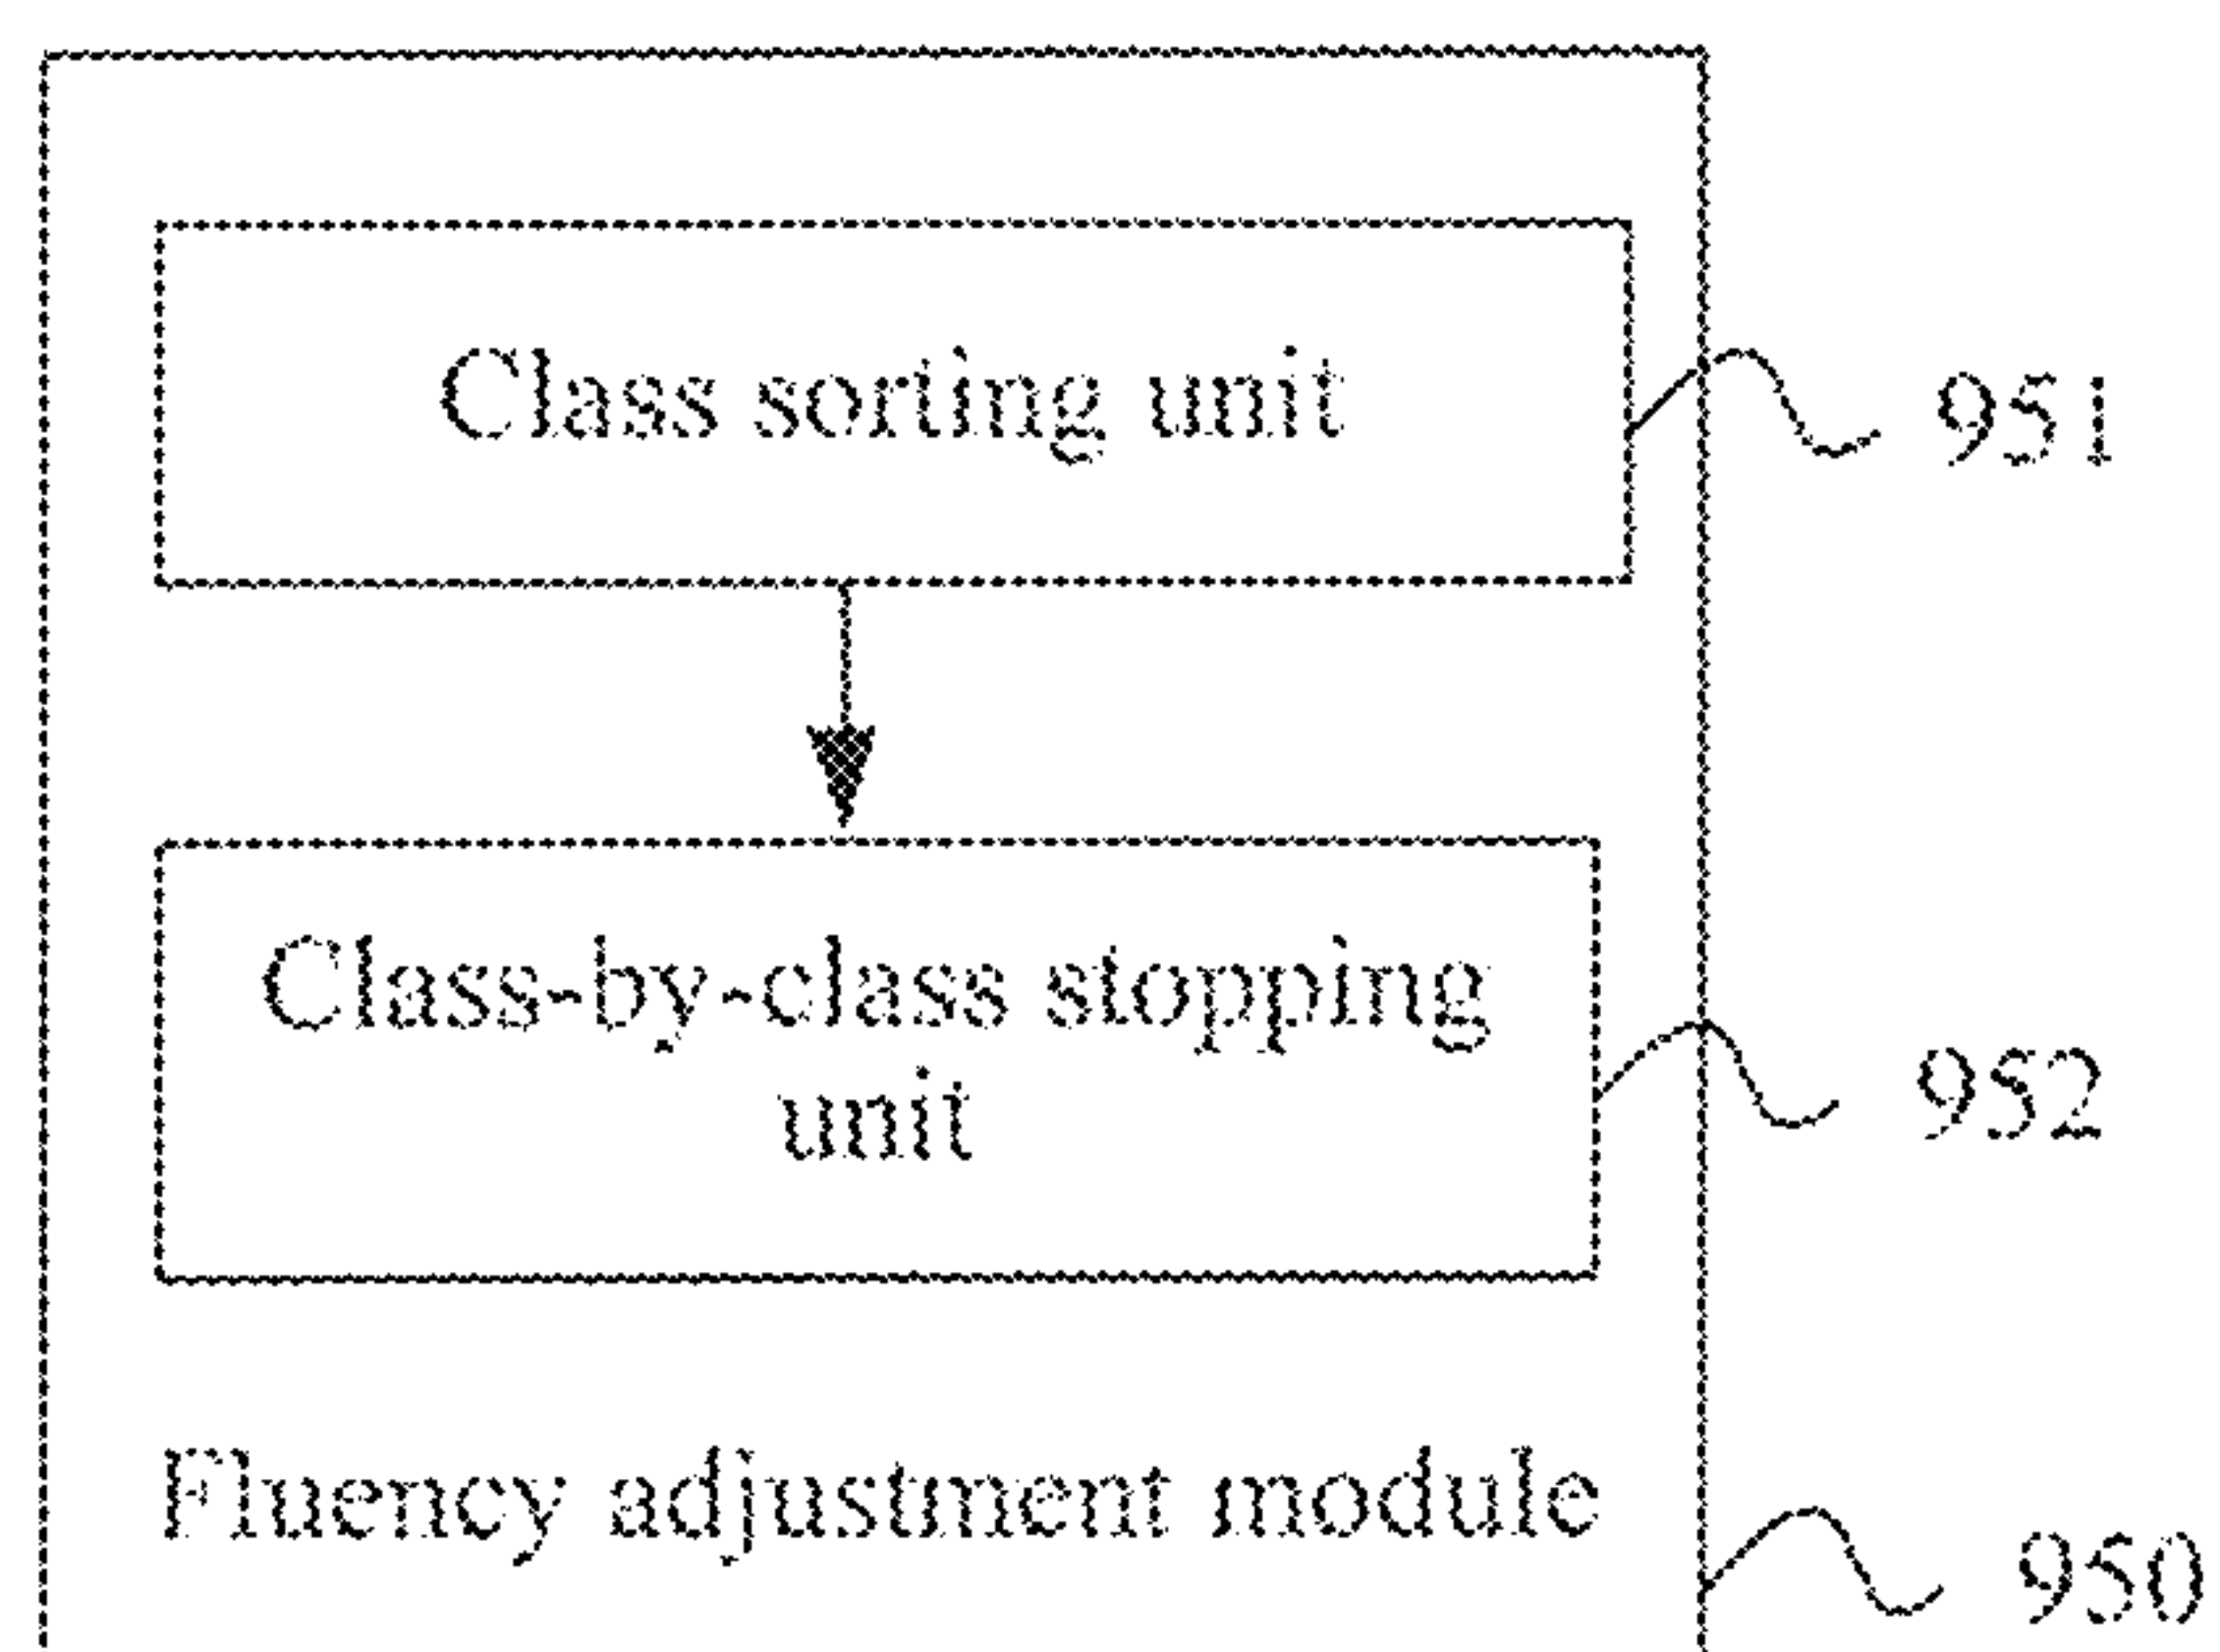 Class sorting unit
951
Class-by-class stopping
unit
952
Fluency adjustment module
950